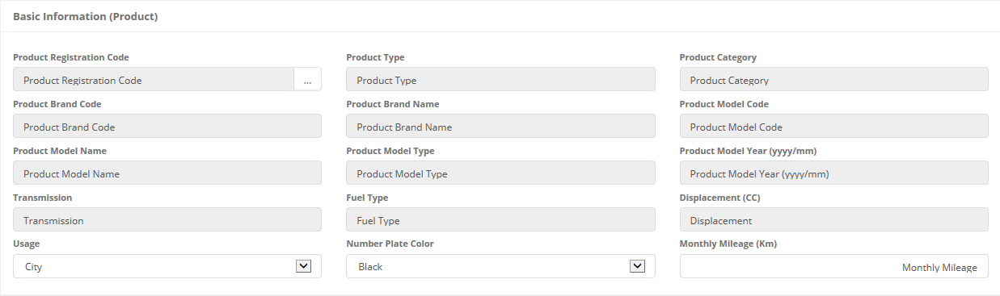 Basic Information (Product)
Product Registration Code Product Type Product Category
Product Registration Code ... Product Type Product Category
Product Brand Code Product Brand Name Product Model Code
Product Brand Code Product Brand Name Product Model Code
Product Model Name Product Model Type Product Model Year (yyyy/mm)
Product Model Name Product Model Type Product Model Year (yyyy/mm)
Transmission Fuel Type Displacement (CC)
Transmission Fuel Type Displacement
Usage Number Plate Color Monthly Mileage (Km)
City Black Monthly Mileage